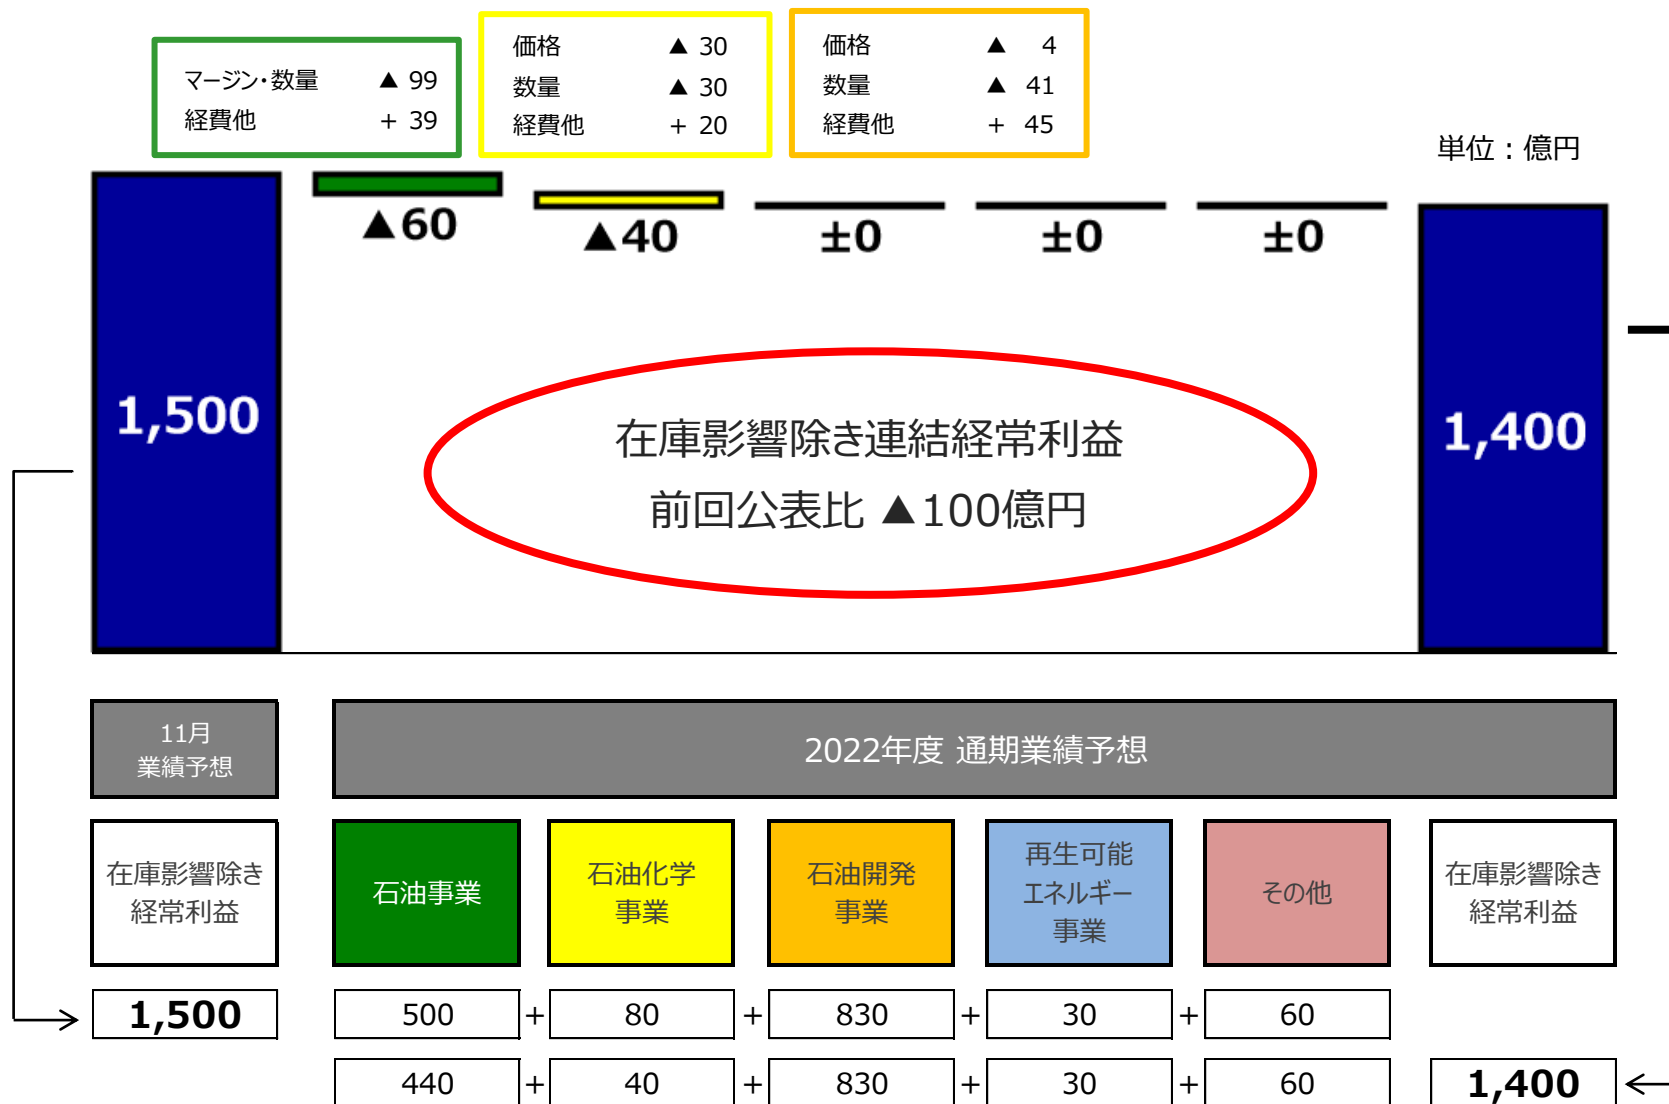 マージン・数量 ▲ 99
経費他 + 39
価格 ▲ 30
数量 ▲ 30
経費他 + 20
価格 ▲ 4
数量 ▲ 41
経費他 + 45
単位：億円
▲60
▲40
±0
±0
±0
1,500
1,400
在庫影響除き連結経常利益
前回公表比 ▲100億円
11月
業績予想
2022年度 通期業績予想
在庫影響除き
経常利益
石油事業
石油化学
事業
石油開発
事業
再生可能
エネルギー
事業
その他
在庫影響除き
経常利益
1,500 500 + 80 + 830 + 30 + 60
440 + 40 + 830 + 30 + 60 1,400